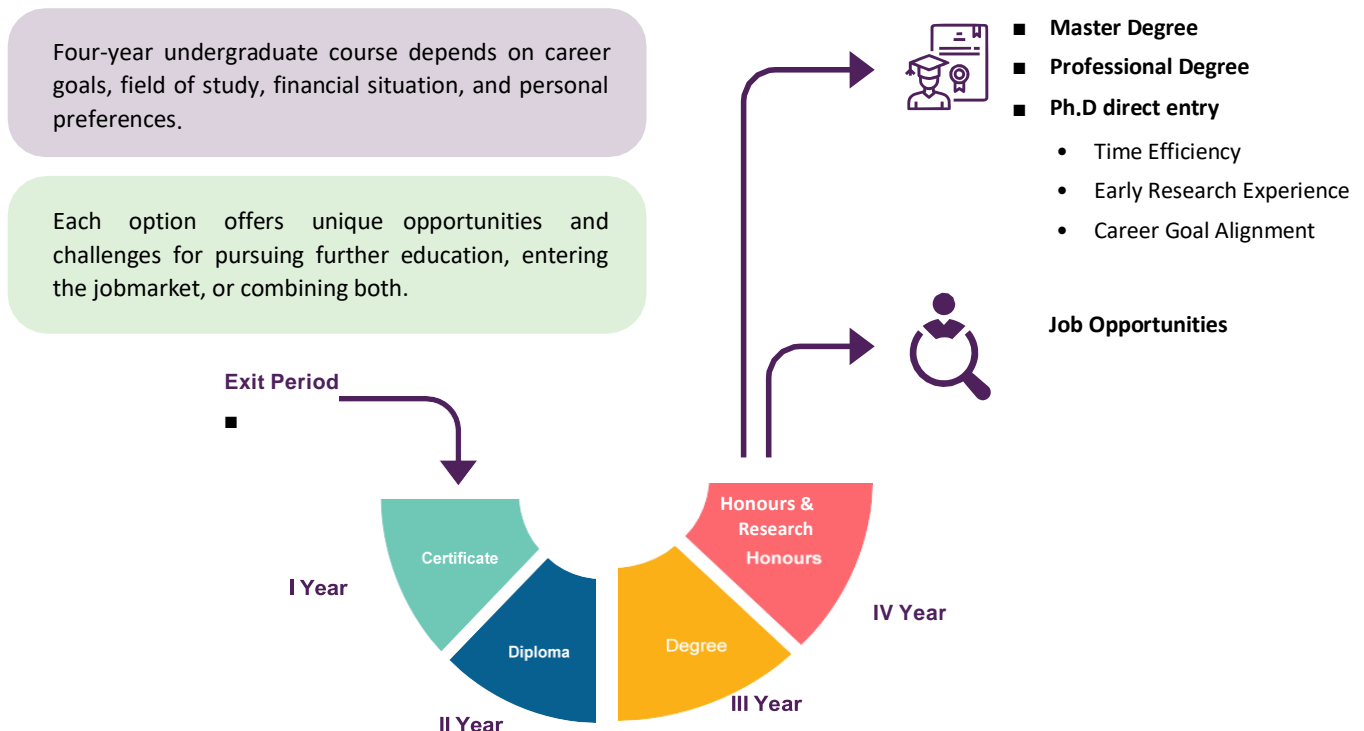 Four-year undergraduate course depends on career
goals, field of study, financial situation, and personal
preferences.
Each option offers unique opportunities and
challenges for pursuing further education, entering
the jobmarket, or combining both.
■ Master Degree
■ Professional Degree
■ Ph.D direct entry
• Time Efficiency
• Early Research Experience
• Career Goal Alignment
Job Opportunities
Exit Period
■
Certificate
Diploma
Degree
Honours &
Research
Honours
I Year
II Year
III Year
IV Year